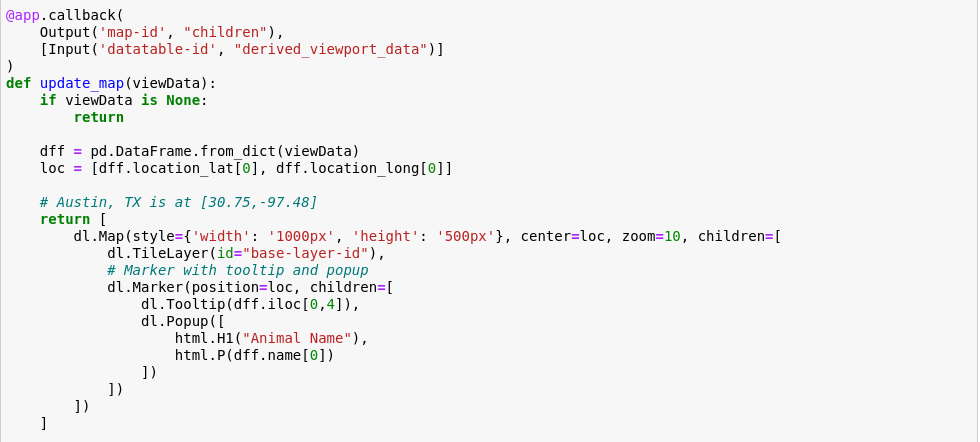 @app.callback(
    Output('map-id', "children"),
    [Input('datatable-id', "derived_viewport_data")]
)
def update_map(viewData):
    if viewData is None:
        return

    dff = pd.DataFrame.from_dict(viewData)
    loc = [dff.location_lat[0], dff.location_long[0]]

    # Austin, TX is at [30.75,-97.48]
    return [
        dl.Map(style={'width': '1000px', 'height': '500px'}, center=loc, zoom=10, children=[
            dl.TileLayer(id="base-layer-id"),
            # Marker with tooltip and popup
            dl.Marker(position=loc, children=[
                dl.Tooltip(dff.iloc[0,4]),
                dl.Popup([
                    html.H1("Animal Name"),
                    html.P(dff.name[0])
                ])
            ])
        ])
    ]